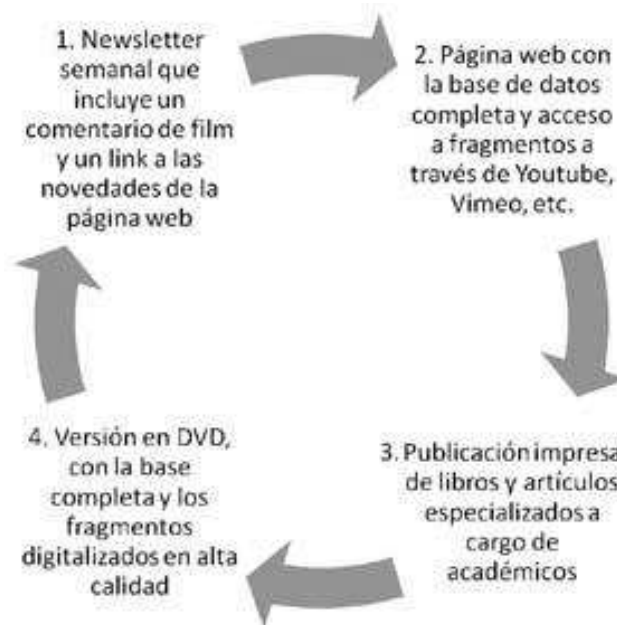 1. Newsletter
semanal que
incluye un
comentario de film
y un link a las
novedades de la
página web
2. Página web con
la base de datos
completa y acceso
a fragmentos a
través de Youtube,
Vimeo, etc.
3. Publicación impresa
de libros y artículos
especializados a
cargo de
académicos
4. Versión en DVD,
con la base
completa y los
fragmentos
digitalizados en alta
calidad